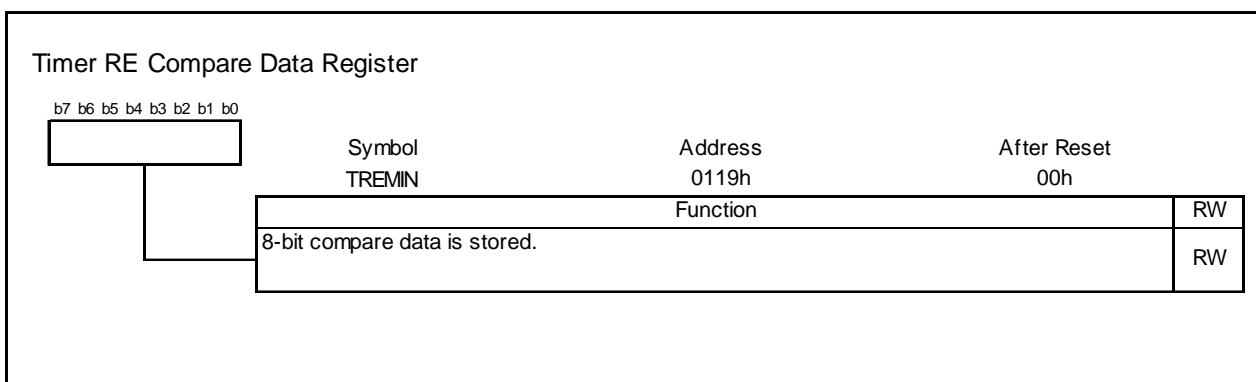 Timer RE Compare Data Register
b7 b6 b5 b4 b3 b2 b1 b0
Symbol Address After Reset
TREMIN 0119h 00h
Function RW
8-bit compare data is stored.
RW